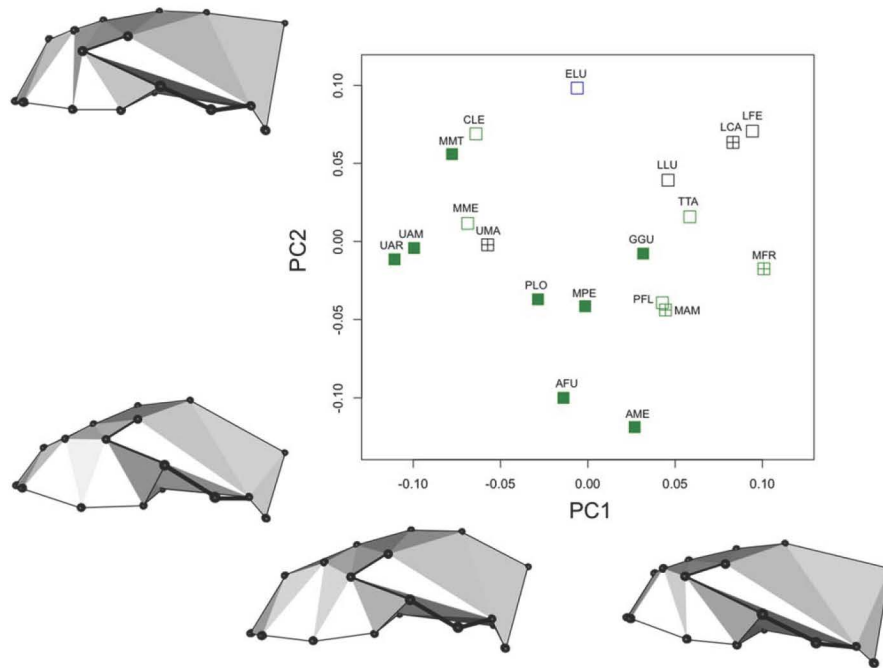 ELU
0.10
CLE
LFE
LCA
MMT
0.05
LLU
TTA
MME
UMA
UAM
UAR
0.00
GGU
MFR
PC2
PLO
MPE
PFL
MAM
-0.05
AFU
-0.10
AME
-0.10 -0.05 0.00 0.05 0.10
PC1